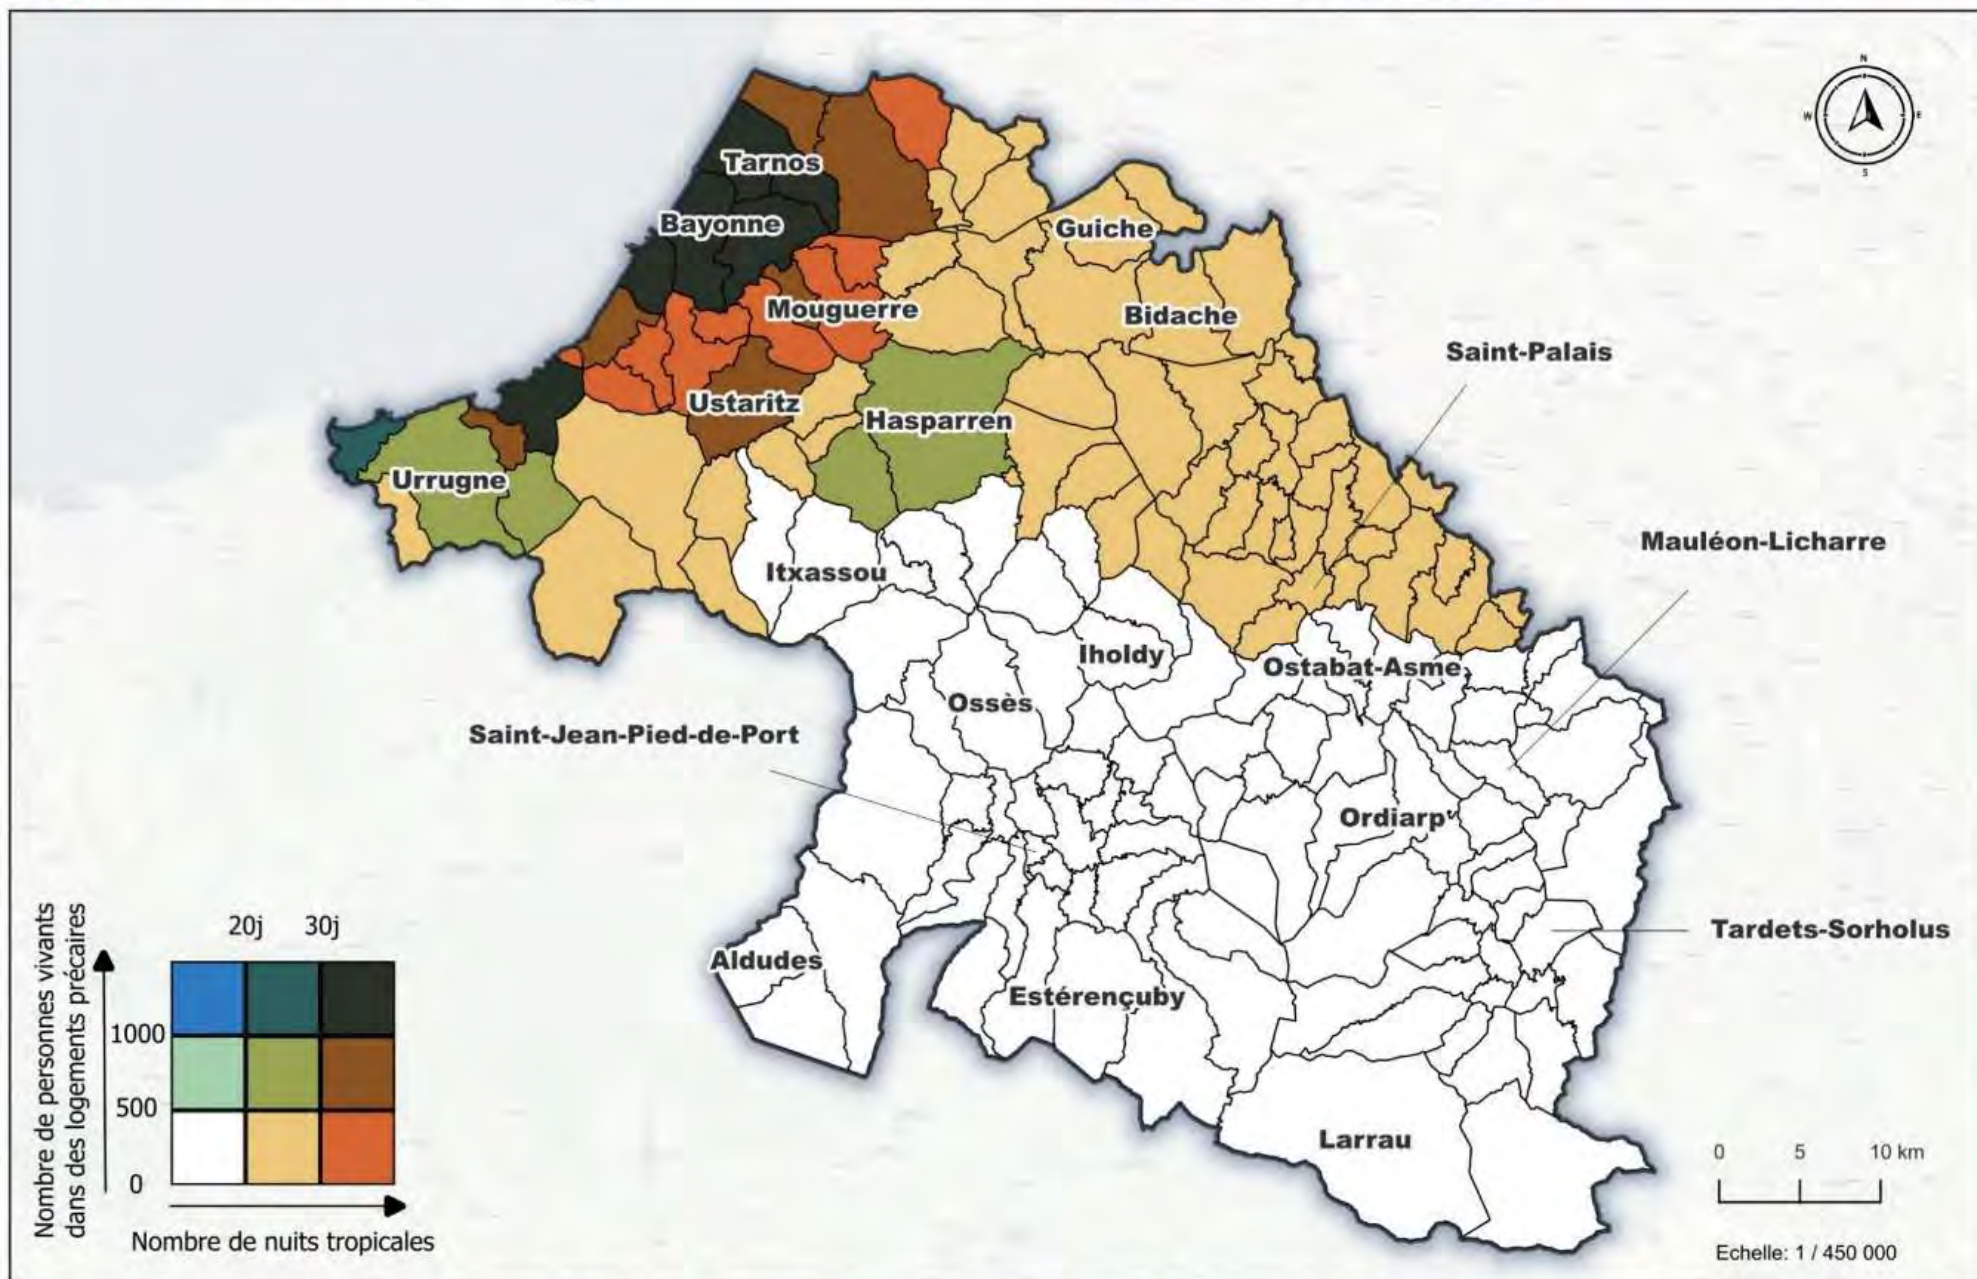 N
W
E
S
Tarnos
Bayonne
Guiche
Mouguerre
Bidache
Saint-Palais
Ustaritz
Hasparren
Urrugne
Mauléon-Licharre
Itxassou
Iholdy
Ostabat-Asme
Ossès
Saint-Jean-Pied-de-Port
Ordiarp
Tardets-Sorholus
Aldudes
Estérençuby
Larrau
Nombre de personnes vivants
dans des logements précaires
20j
30j
1000
500
0
Nombre de nuits tropicales
0
5
10 km
Echelle: 1 / 450 000